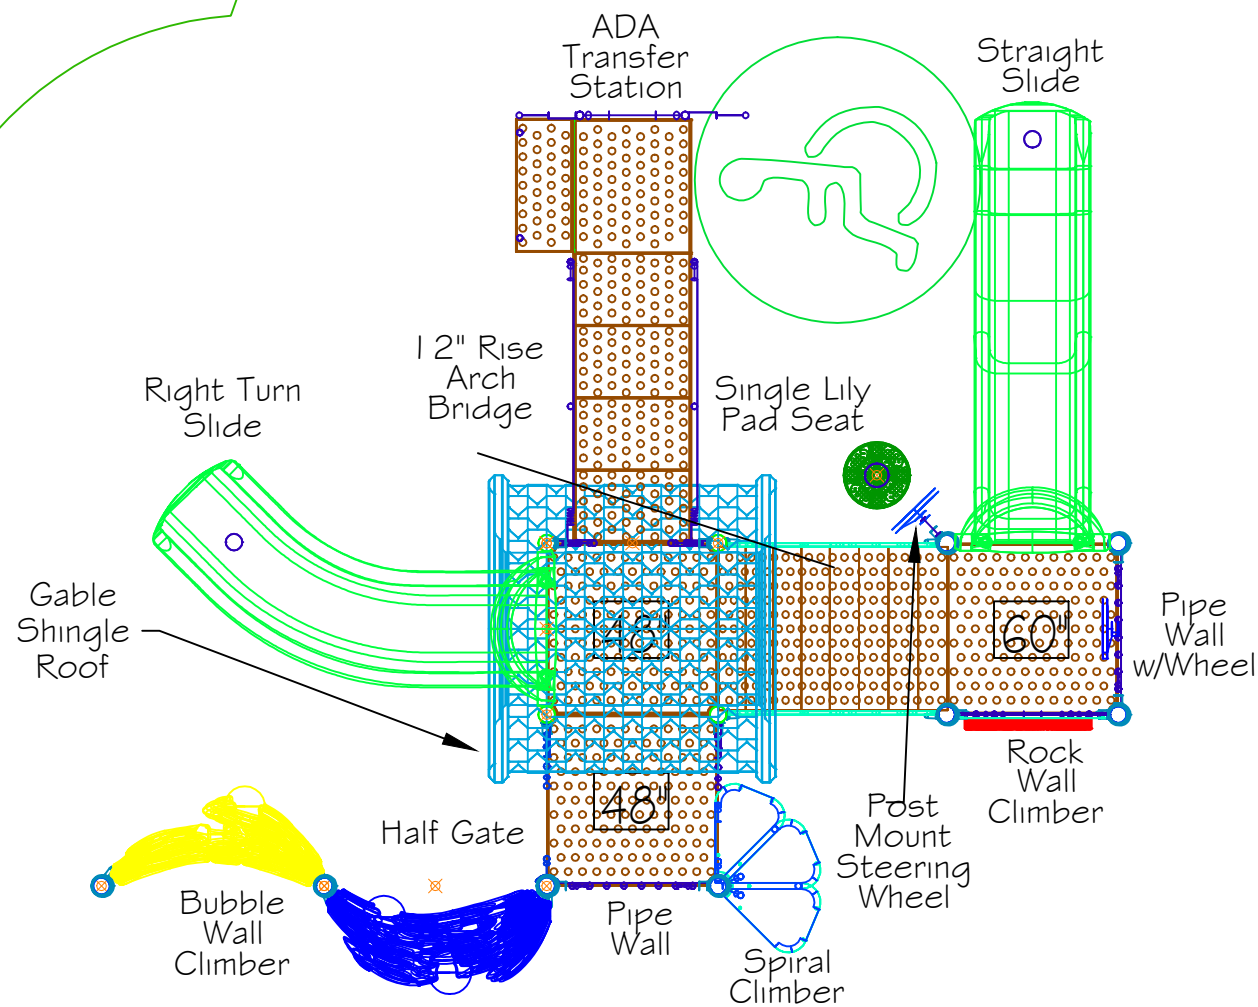 ADA
Transfer
Station
Straight
Slide
12" Rise
Arch
Bridge
Right Turn
Slide
Single Lily
Pad Seat
Gable
Shingle
Roof
48"
60"
Pipe
Wall
w/Wheel
Rock
Wall
Climber
48"
Half Gate
Post
Mount
Steering
Wheel
Bubble
Wall
Climber
Pipe
Wall
Spiral
Climber